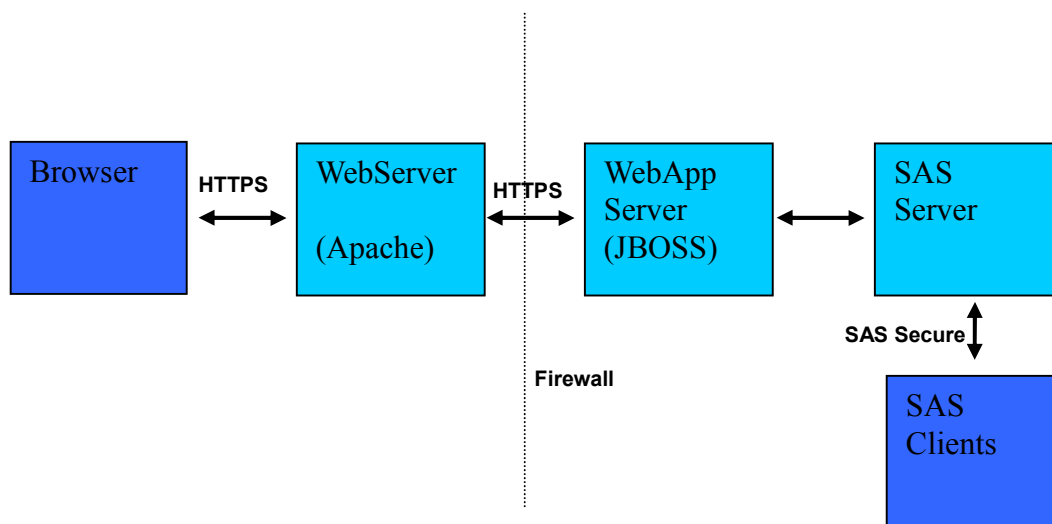 Browser
HTTPS
WebServer
(Apache)
HTTPS
WebApp
Server
(JBOSS)
SAS
Server
SAS Secure
Firewall
SAS
Clients